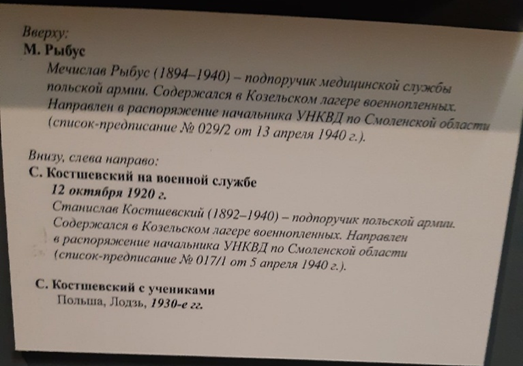 Вверху:
М. Рыбус
Мечислав Рыбус (1894–1940) – подпоручик медицинской службы
польской армии. Содержался в Козельском лагере военнопленных.
Направлен в распоряжение начальника УНКВД по Смоленской области
(список-предписание № 029/2 от 13 апреля 1940 г.).
Внизу, слева направо:
С. Костшевский на военной службе
12 октября 1920 г.
Станислав Костшевский (1892–1940) – подпоручик польской армии.
Содержался в Козельском лагере военнопленных. Направлен
в распоряжение начальника УНКВД по Смоленской области
(список-предписание № 017/1 от 5 апреля 1940 г.).
С. Костшевский с учениками
Польша, Лодзь, 1930-е гг.